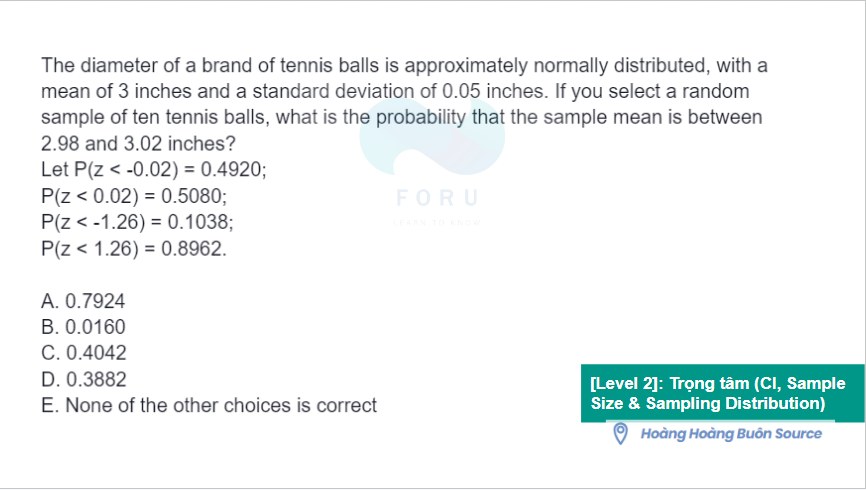 The diameter of a brand of tennis balls is approximately normally distributed, with a
mean of 3 inches and a standard deviation of 0.05 inches. If you select a random
sample of ten tennis balls, what is the probability that the sample mean is between
2.98 and 3.02 inches?
Let P(z < -0.02) = 0.4920;
P(z < 0.02) = 0.5080;
P(z < -1.26) = 0.1038;
P(z < 1.26) = 0.8962.
FORU
A. 0.7924
B. 0.0160
C. 0.4042
D. 0.3882
E. None of the other choices is correct
[Level 2]: Trọng tâm (CI, Sample
Size & Sampling Distribution)
Hoàng Hoàng Buôn Source